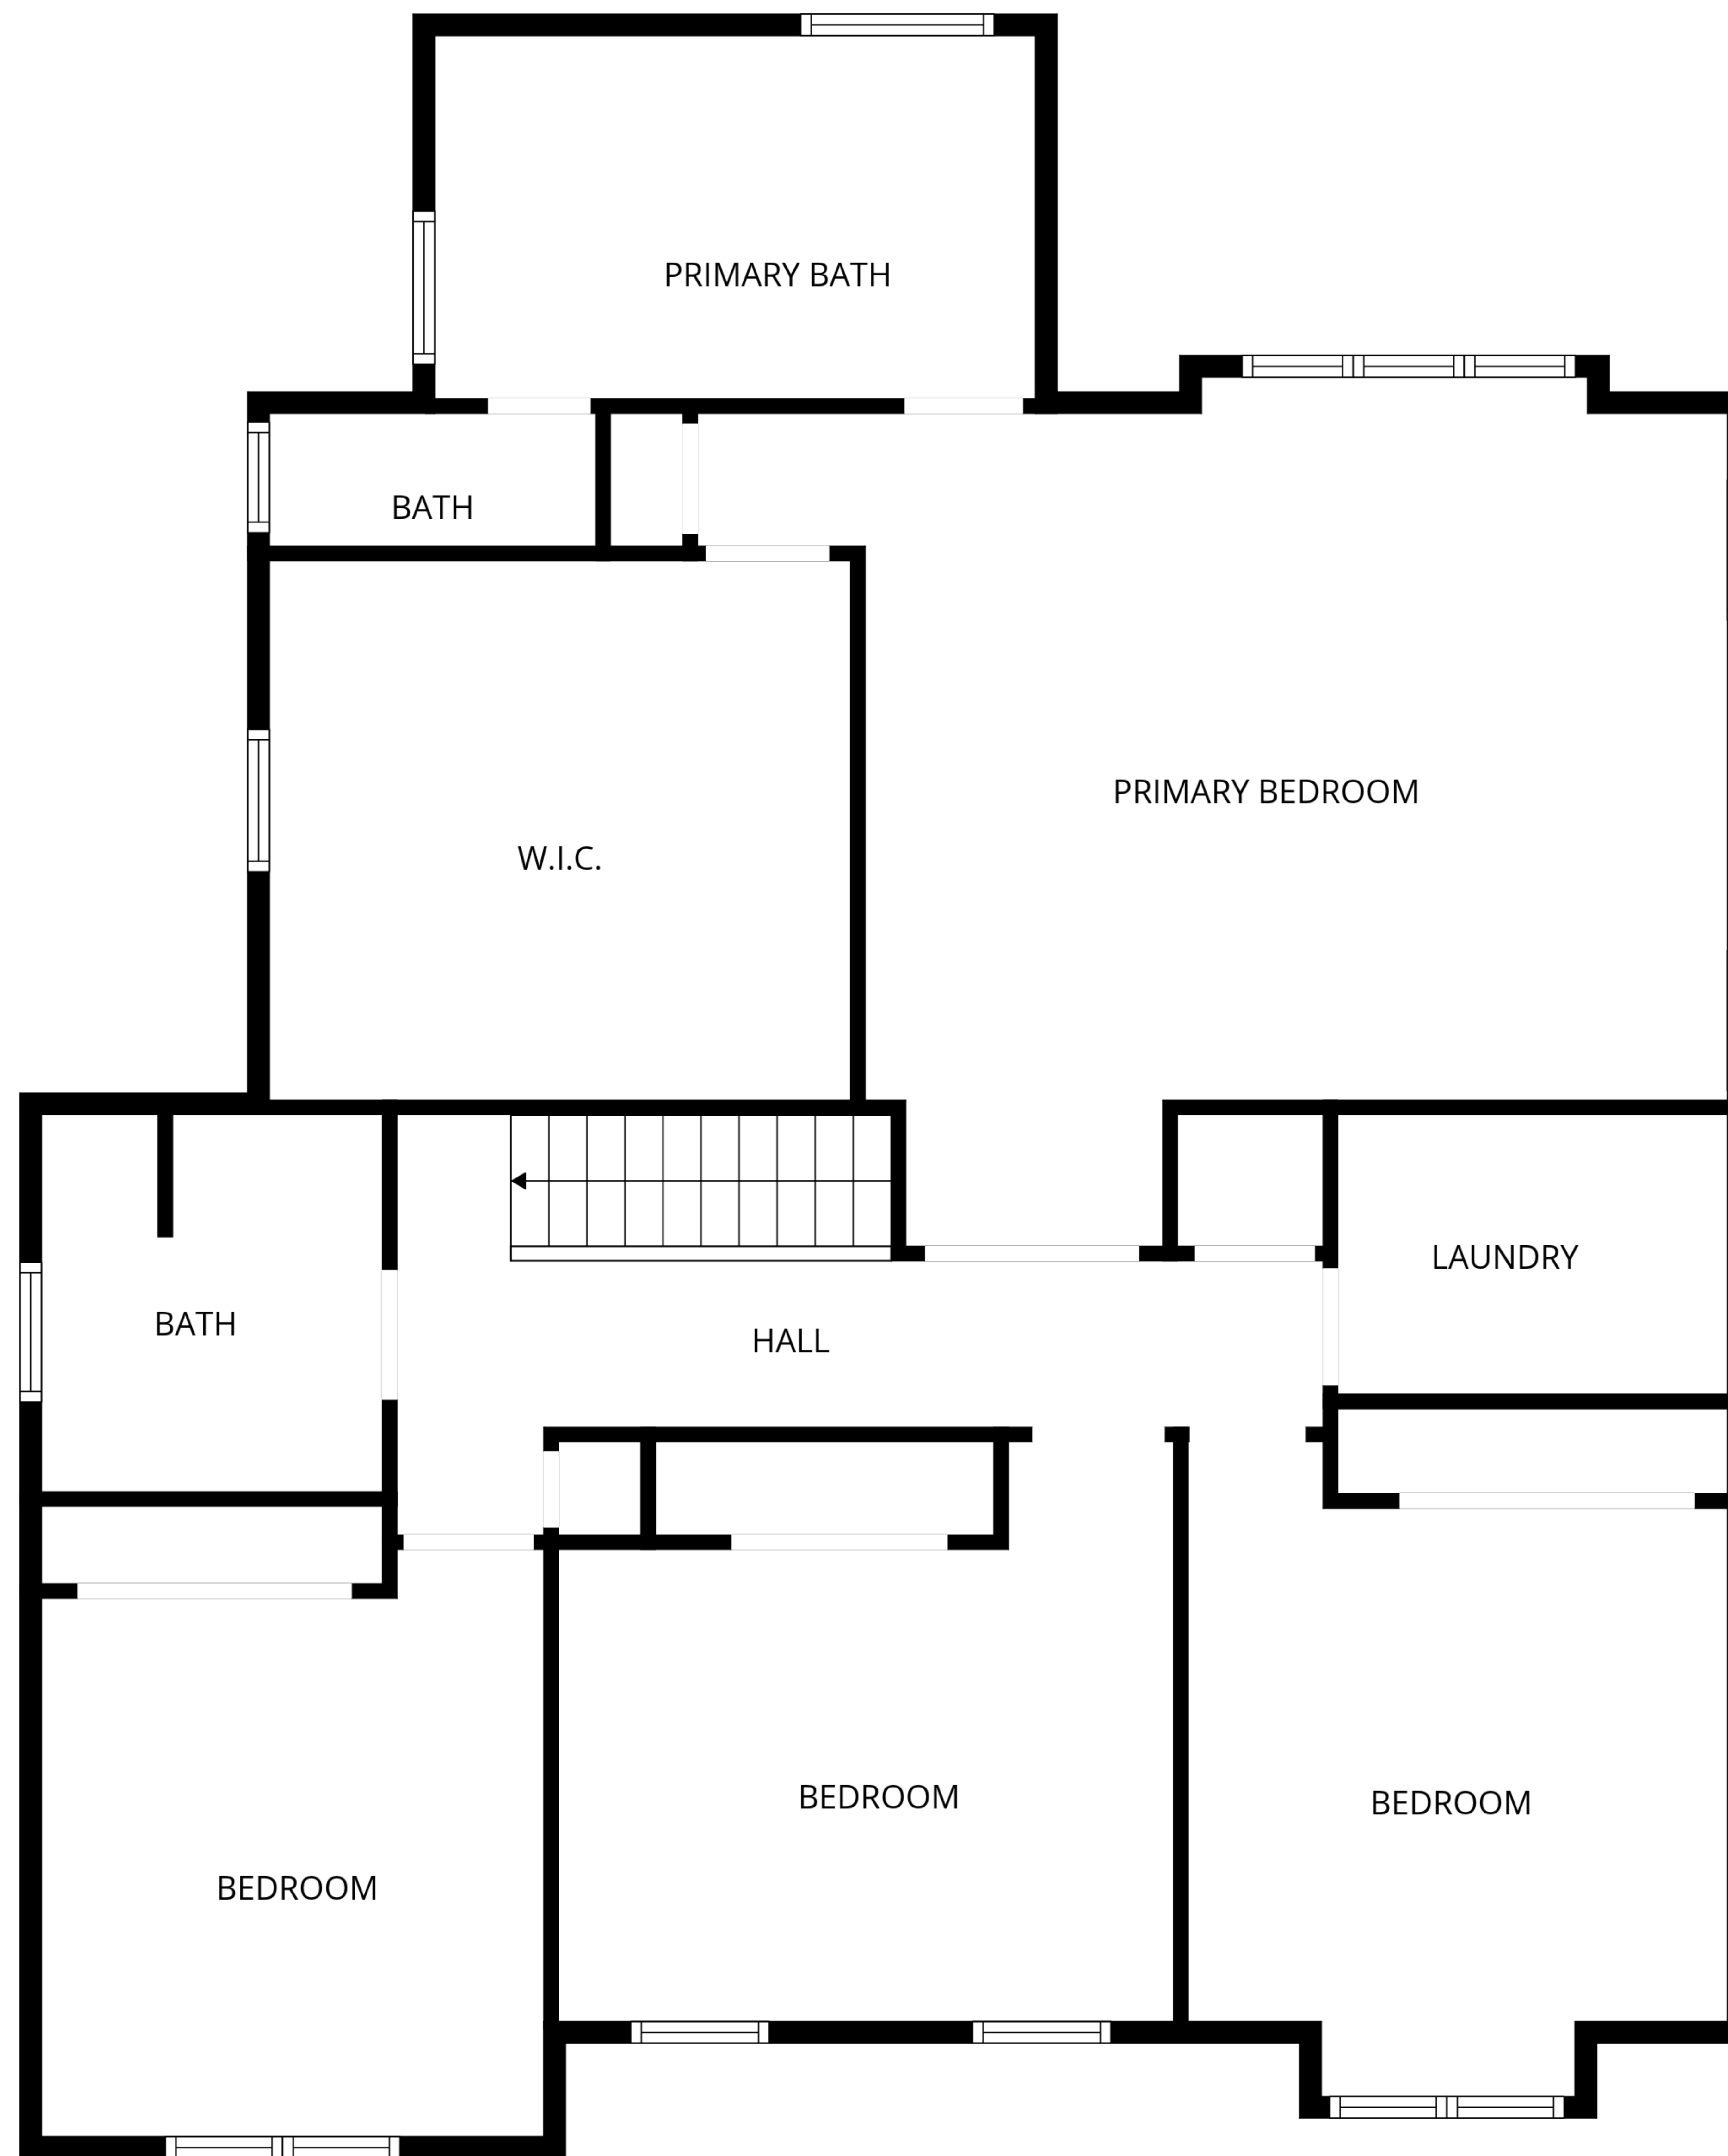 PRIMARY BATH
BATH
PRIMARY BEDROOM
W.I.C.
LAUNDRY
BATH
HALL
BEDROOM
BEDROOM
BEDROOM